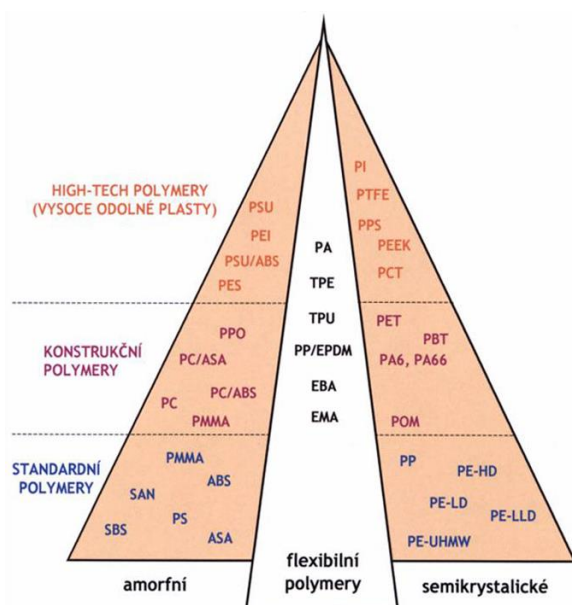 HIGH-TECH POLYMERY
(VYSOCE ODOLNÉ PLASTY)
PSU
PEI
PSU/ABS
PES
PA
TPE
PI
PTFE
PPS
PEEK
PCT
KONSTRUKČNÍ
POLYMERY
PPO
PC/ASA
PC/ABS
PC
PMMA
TPU
PP/EPDM
EBA
EMA
PET
PBT
PA6, PA66
POM
STANDARDNÍ
POLYMERY
PMMA
ABS
SAN
PS
SBS
ASA
PP
PE-HD
PE-LD
PE-LLD
PE-UHMW
amorfní
flexibilní
polymery
semikrystalické